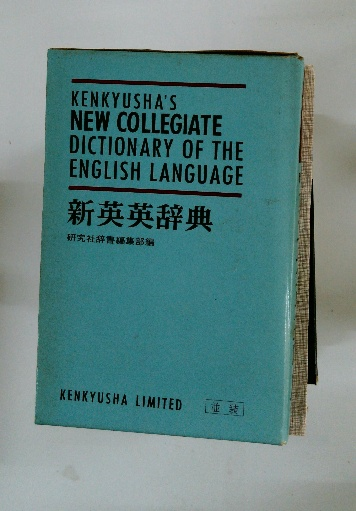 KENKYUSHA'S
NEW COLLEGIATE
DICTIONARY OF THE
ENGLISH LANGUAGE
新英英辞典
研究社辞書編集部編
KENKYUSHA LIMITED
並装